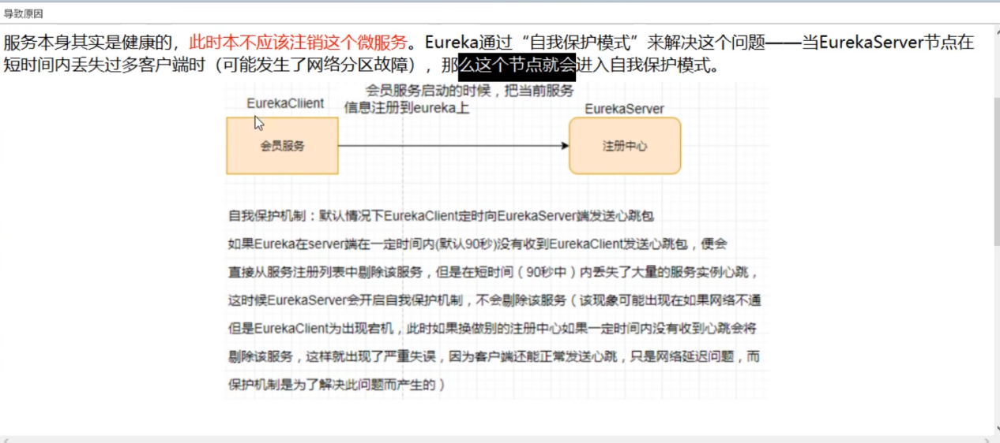 导致原因
服务本身其实是健康的，此时本不应该注销这个微服务。Eureka通过“自我保护模式”来解决这个问题——当EurekaServer节点在
短时间内丢失过多客户端时（可能发生了网络分区故障），那么这个节点就会进入自我保护模式。
会员服务启动的时候，把当前服务
信息注册到eureka上
EurekaCliient
EurekaServer
会员服务
注册中心
自我保护机制：默认情况下EurekaClient定时向EurekaServer端发送心跳包
如果Eureka在server端在一定时间内(默认90秒)没有收到EurekaClient发送心跳包，便会
直接从服务注册列表中剔除该服务，但是在短时间（90秒中）内丢失了大量的服务实例心跳，
这时候EurekaServer会开启自我保护机制，不会剔除该服务（该现象可能出现在如果网络不通
但是EurekaClient为出现宕机，此时如果换做别的注册中心如果一定时间内没有收到心跳会将
剔除该服务，这样就出现了严重失误，因为客户端还能正常发送心跳，只是网络延迟问题，而
保护机制是为了解决此问题而产生的）